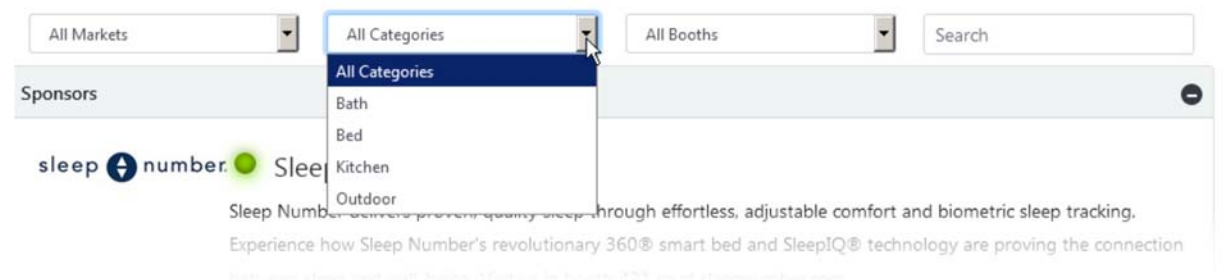 All Markets All Categories All Booths Search
All Categories
Sponsors
Bath
Bed
sleep number. Slee
Kitchen
Outdoor
Sleep Number delivers proven, quality sleep through effortless, adjustable comfort and biometric sleep tracking.
Experience how Sleep Number's revolutionary 360® smart bed and SleepIQ® technology are proving the connection